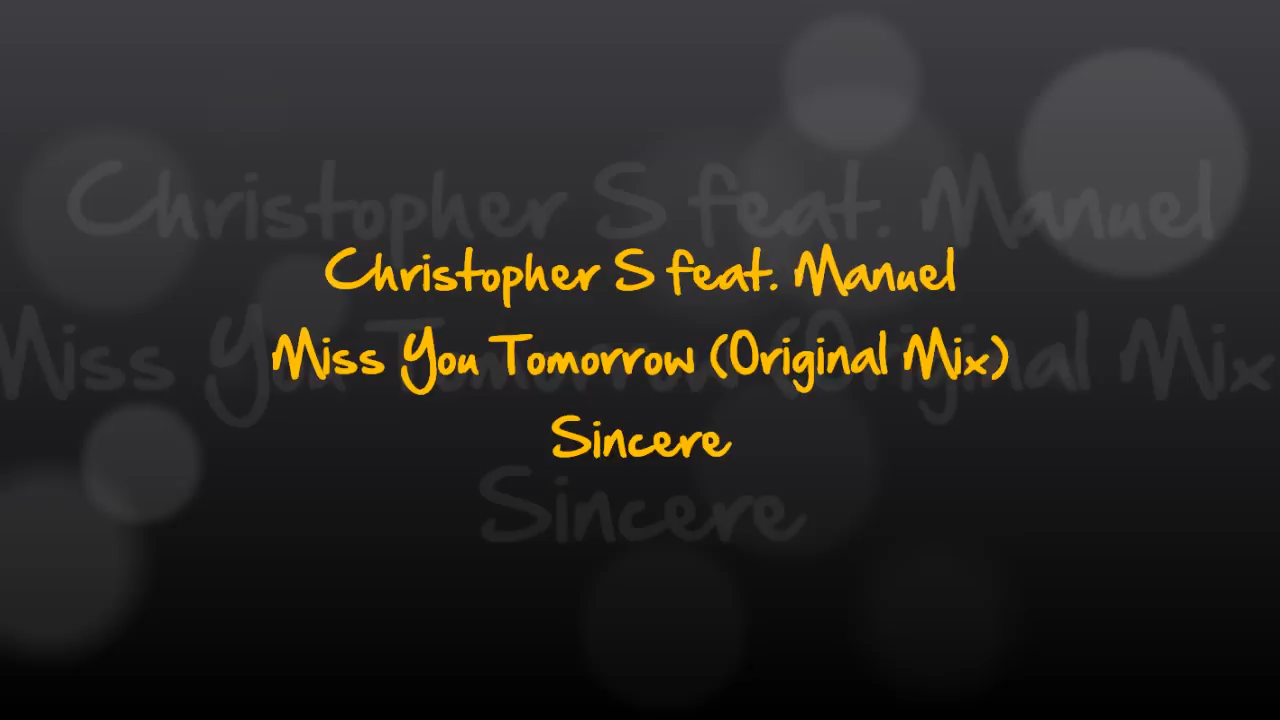 Christopher S feat. Manuel
Miss You Tomorrow (Original Mix)
Sincere